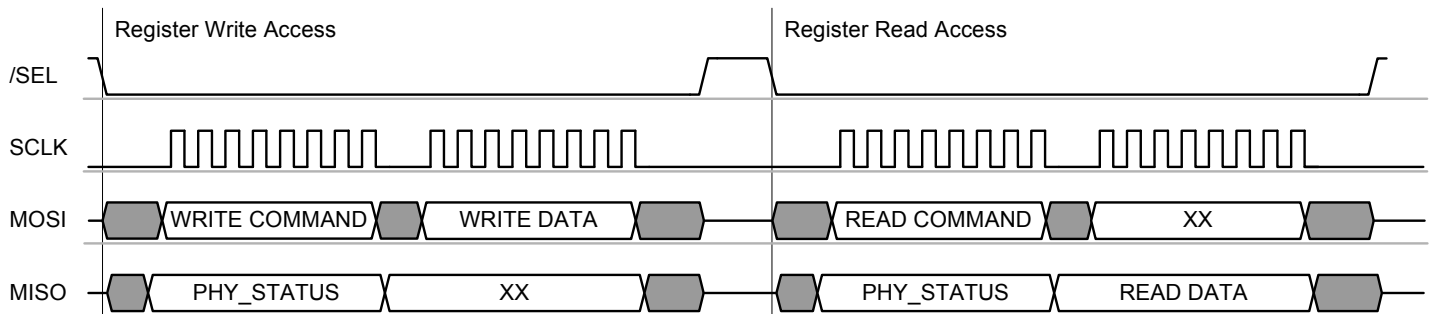 Register Write Access Register Read Access
/SEL
SCLK
MOSI WRITE COMMAND WRITE DATA READ COMMAND XX
MISO PHY_STATUS XX PHY_STATUS READ DATA